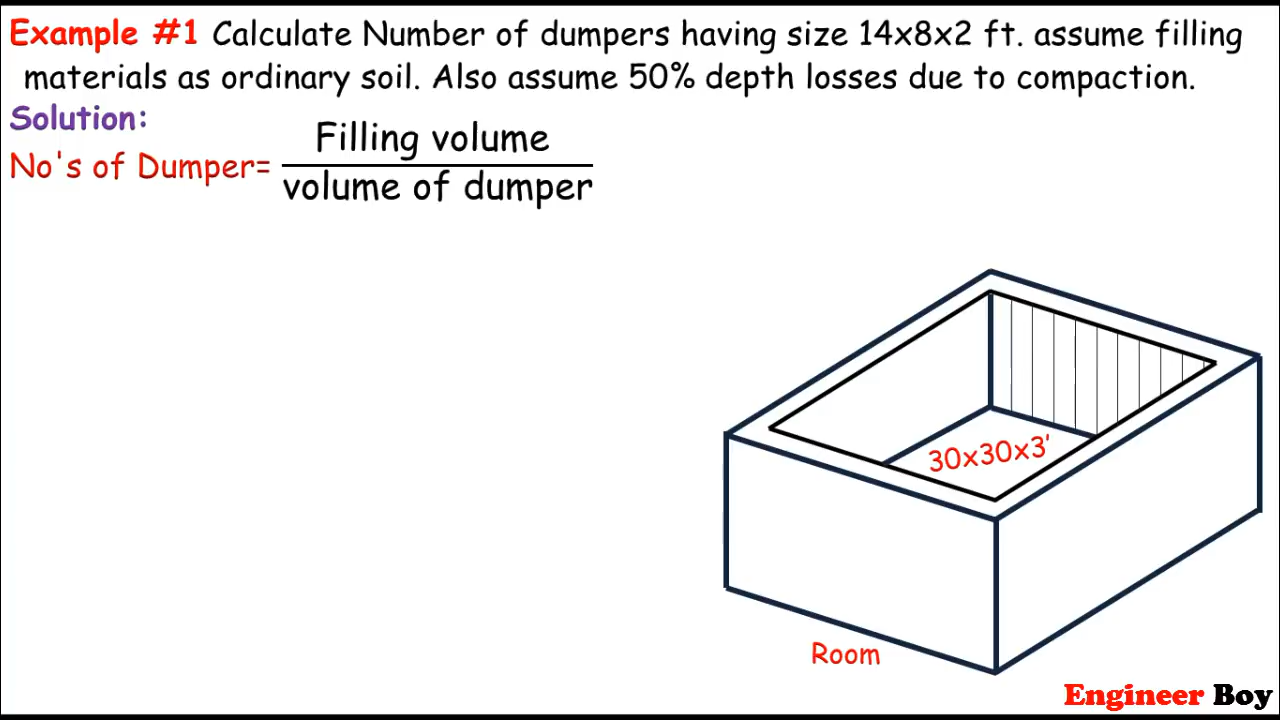 Example #1 Calculate Number of dumpers having size 14x8x2 ft. assume filling
materials as ordinary soil. Also assume 50% depth losses due to compaction.
Solution:
Filling volume
No's of Dumper=
volume of dumper
30x30x3'
Room
Engineer Boy